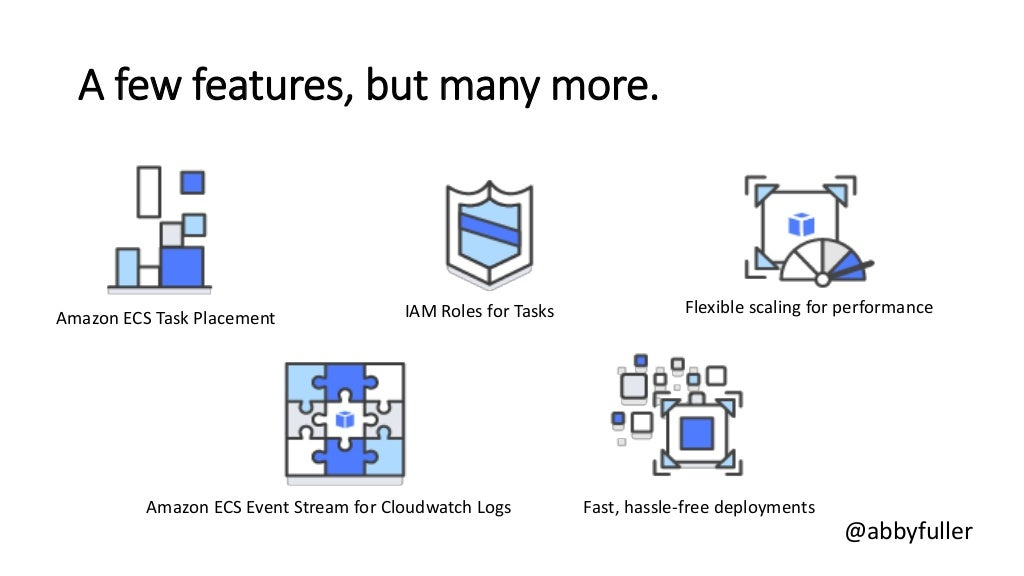 A few features, but many more.
Amazon ECS Task Placement
IAM Roles for Tasks
Flexible scaling for performance
Amazon ECS Event Stream for Cloudwatch Logs
Fast, hassle-free deployments
@abbyfuller